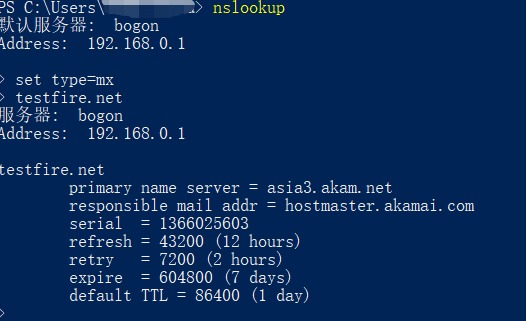 PS C:\Users\ a> nslookup
默认服务器:  bogon
Address:  192.168.0.1
> set type=mx
> testfire.net
服务器:  bogon
Address:  192.168.0.1
testfire.net
primary name server = asia3.akam.net
responsible mail addr = hostmaster.akamai.com
serial  = 1366025603
refresh = 43200 (12 hours)
retry   = 7200 (2 hours)
expire  = 604800 (7 days)
default TTL = 86400 (1 day)
>